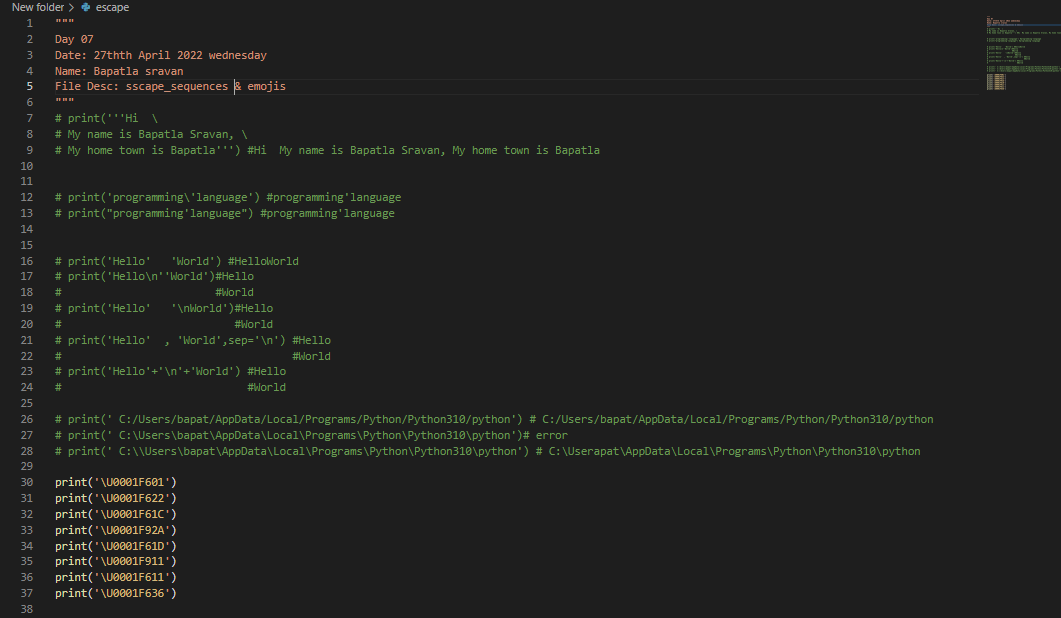 New folder > escape
1 """
2 Day 07
3 Date: 27thth April 2022 wednesday
4 Name: Bapatla sravan
5 File Desc: sscape_sequences & emojis
6 """
7 # print('''Hi  \
8 # My name is Bapatla Sravan, \
9 # My home town is Bapatla''') #Hi  My name is Bapatla Sravan, My home town is Bapatla
10
11
12 # print('programming\'language') #programming'language
13 # print("programming'language") #programming'language
14
15
16 # print('Hello'   'World') #HelloWorld
17 # print('Hello\n''World')#Hello
18 #                        #World
19 # print('Hello'   '\nWorld')#Hello
20 #                           #World
21 # print('Hello'  , 'World',sep='\n') #Hello
22 #                                    #World
23 # print('Hello'+'\n'+'World') #Hello
24 #                             #World
25
26 # print(' C:/Users/bapat/AppData/Local/Programs/Python/Python310/python') # C:/Users/bapat/AppData/Local/Programs/Python/Python310/python
27 # print(' C:\Users\bapat\AppData\Local\Programs\Python\Python310\python')# error
28 # print(' C:\\Users\bapat\AppData\Local\Programs\Python\Python310\python') # C:\Userapat\AppData\Local\Programs\Python\Python310\python
29
30 print('\U0001F601')
31 print('\U0001F622')
32 print('\U0001F61C')
33 print('\U0001F92A')
34 print('\U0001F61D')
35 print('\U0001F911')
36 print('\U0001F611')
37 print('\U0001F636')
38